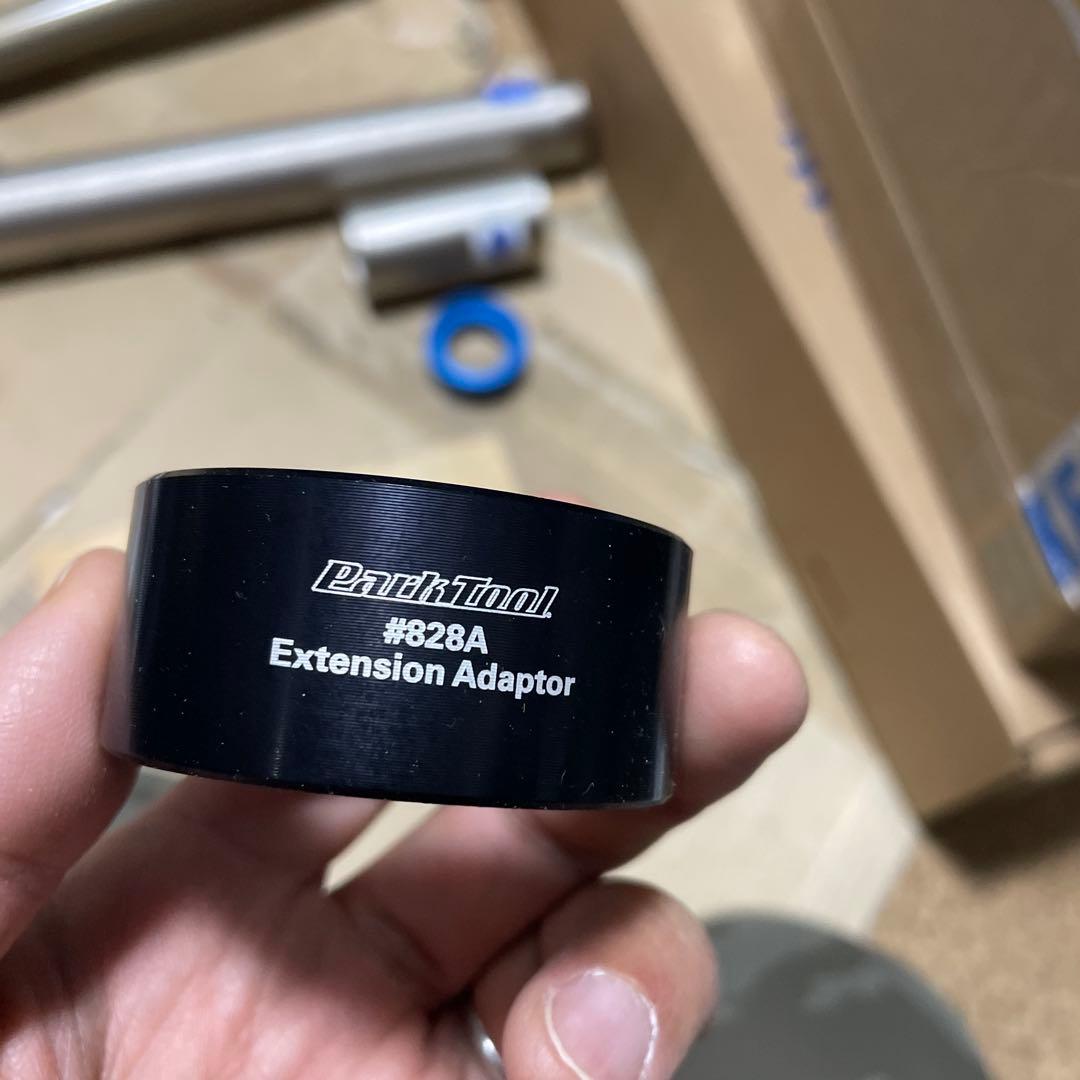 ParkTool
#828A
Extension Adaptor